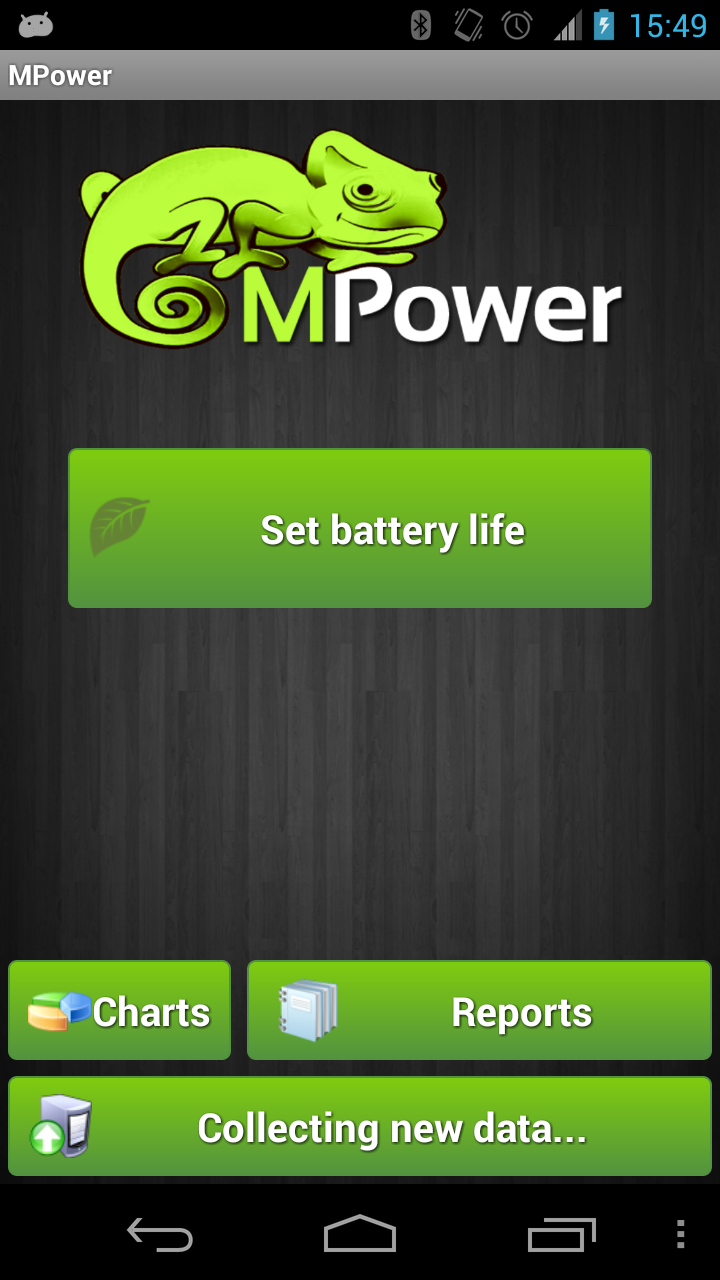 15:49
MPower
MPower
Set battery life
Charts
Reports
Collecting new data...